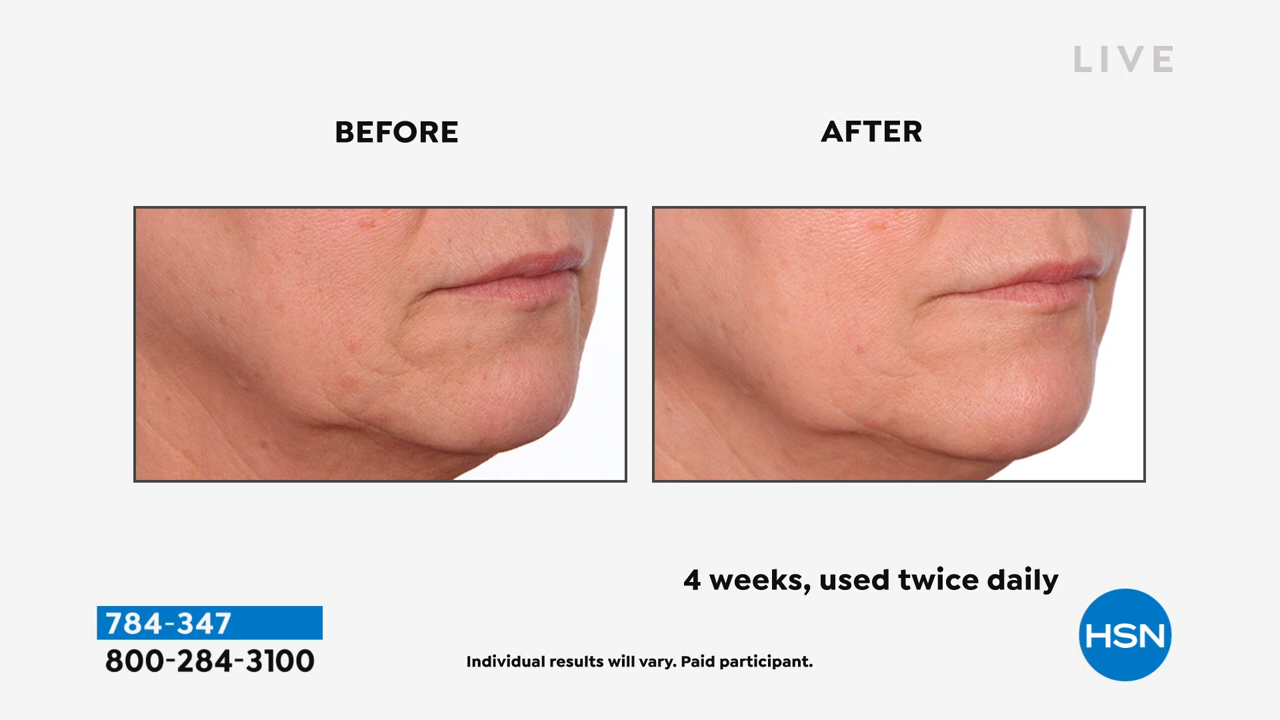 LIVE
BEFORE
AFTER
4 weeks, used twice daily
784-347
800-284-3100
Individual results will vary. Paid participant.
HSN